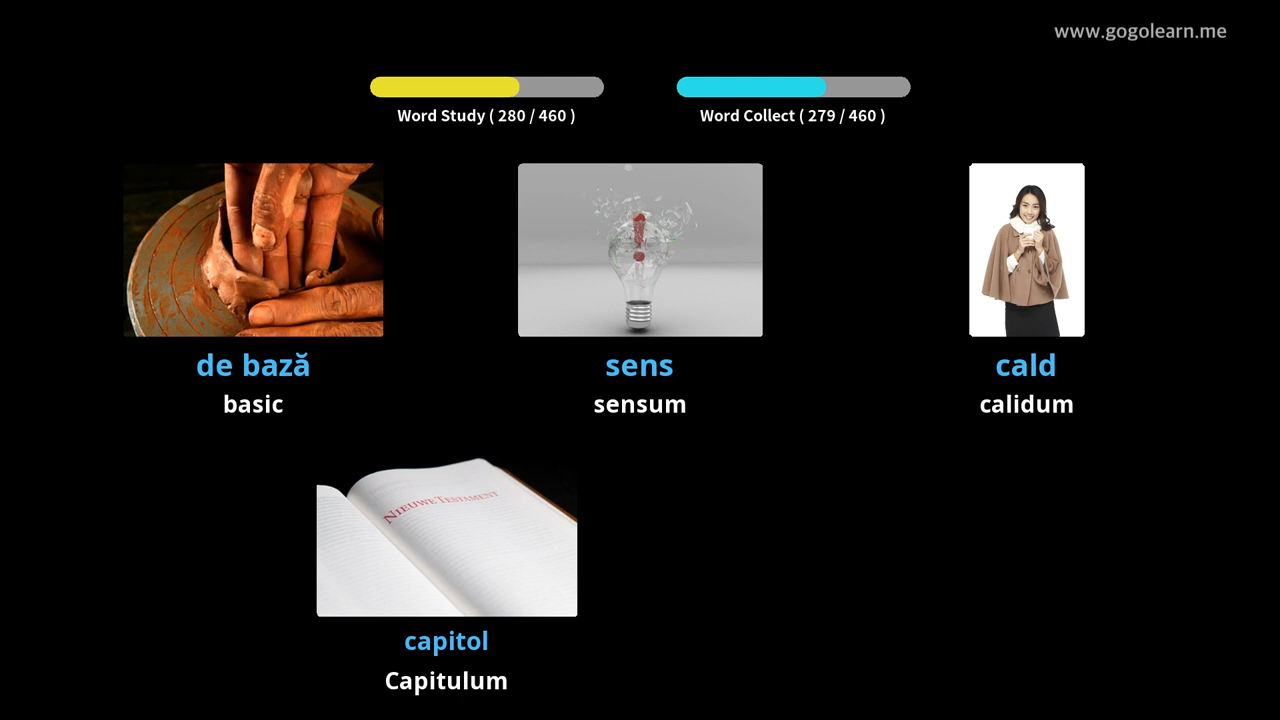 www.gogolearn.me
Word Study ( 280 / 460 )
Word Collect ( 279 / 460 )
de bază
basic
sens
sensum
cald
calidum
NIEUWE TESTAMENT
capitol
Capitulum